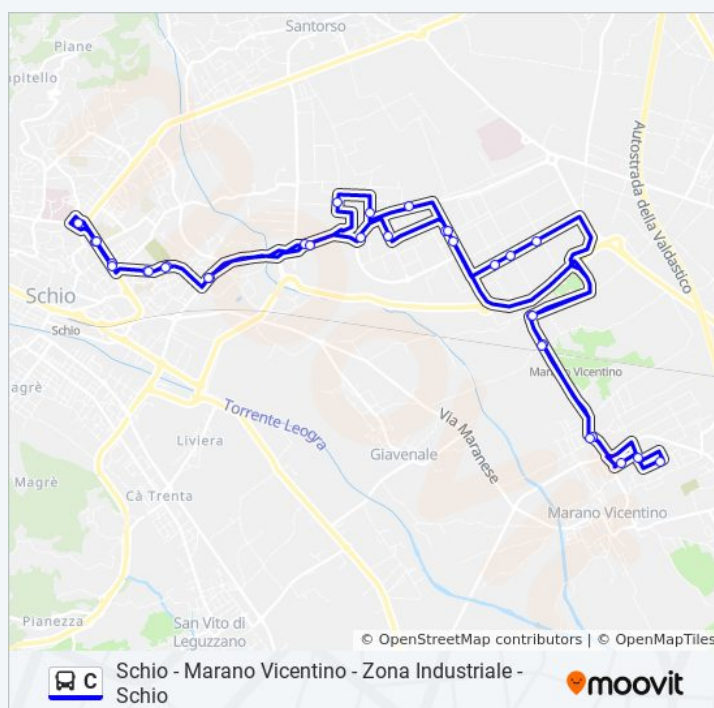 Santorso
Piane
apitello
Autostrada della Valdastico
Schio
Schio
Marano Vicentino
agrè
Torrente Leogra
Via Maranese
Liviera
Giavenale
Magrè
Cà Trenta
Marano Vicentino
San Vito di
Leguzzano
Pianezza
© OpenStreetMap contributors | © OpenMapTiles
C
Schio - Marano Vicentino - Zona Industriale -
Schio
moovit